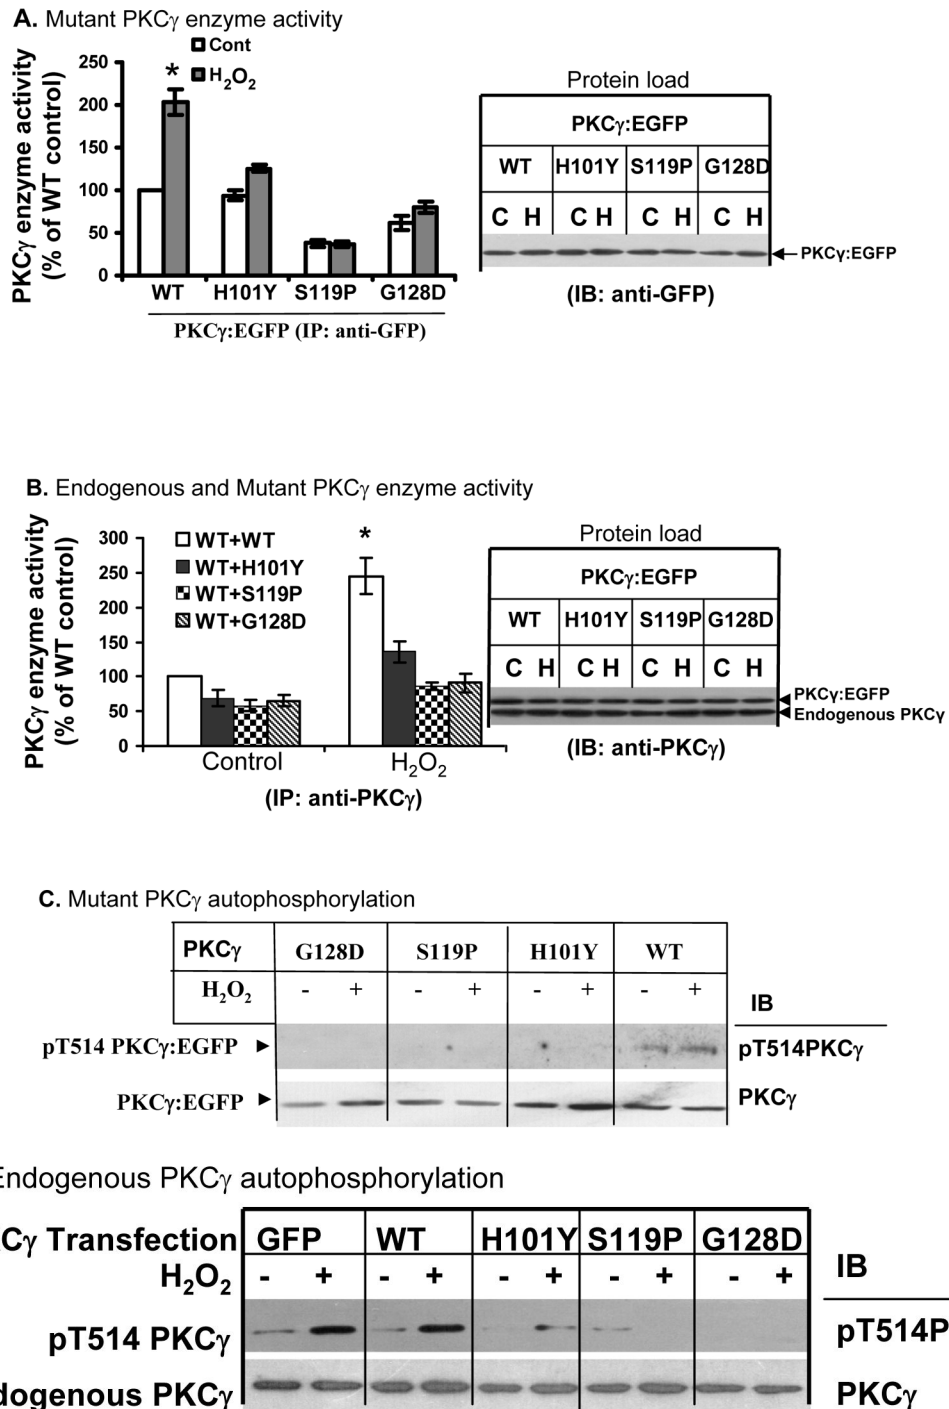 A. Mutant PKCγ enzyme activity
Cont
H2O2
*
PKCγ enzyme activity
(% of WT control)
250
200
150
100
50
0
WT H101Y S119P G128D
PKCγ:EGFP (IP: anti-GFP)
Protein load
PKCγ:EGFP
WT H101Y S119P G128D
C H C H C H C H
PKCγ:EGFP
(IB: anti-GFP)
B. Endogenous and Mutant PKCγ enzyme activity
PKCγ enzyme activity
(% of WT control)
300
250
200
150
100
50
0
WT+WT
WT+H101Y
WT+S119P
WT+G128D
*
Control H2O2
(IP: anti-PKCγ)
Protein load
PKCγ:EGFP
WT H101Y S119P G128D
C H C H C H C H
PKCγ:EGFP
Endogenous PKCγ
(IB: anti-PKCγ)
C. Mutant PKCγ autophosphorylation
PKCγ G128D S119P H101Y WT
H2O2 - + - + - + - +
IB
pT514 PKCγ:EGFP pT514PKCγ
PKCγ:EGFP PKCγ
Endogenous PKCγ autophosphorylation
Cγ Transfection GFP WT H101Y S119P G128D
H2O2 - + - + - + - + - +
IB
pT514 PKCγ pT514P
dogenous PKCγ PKCγ